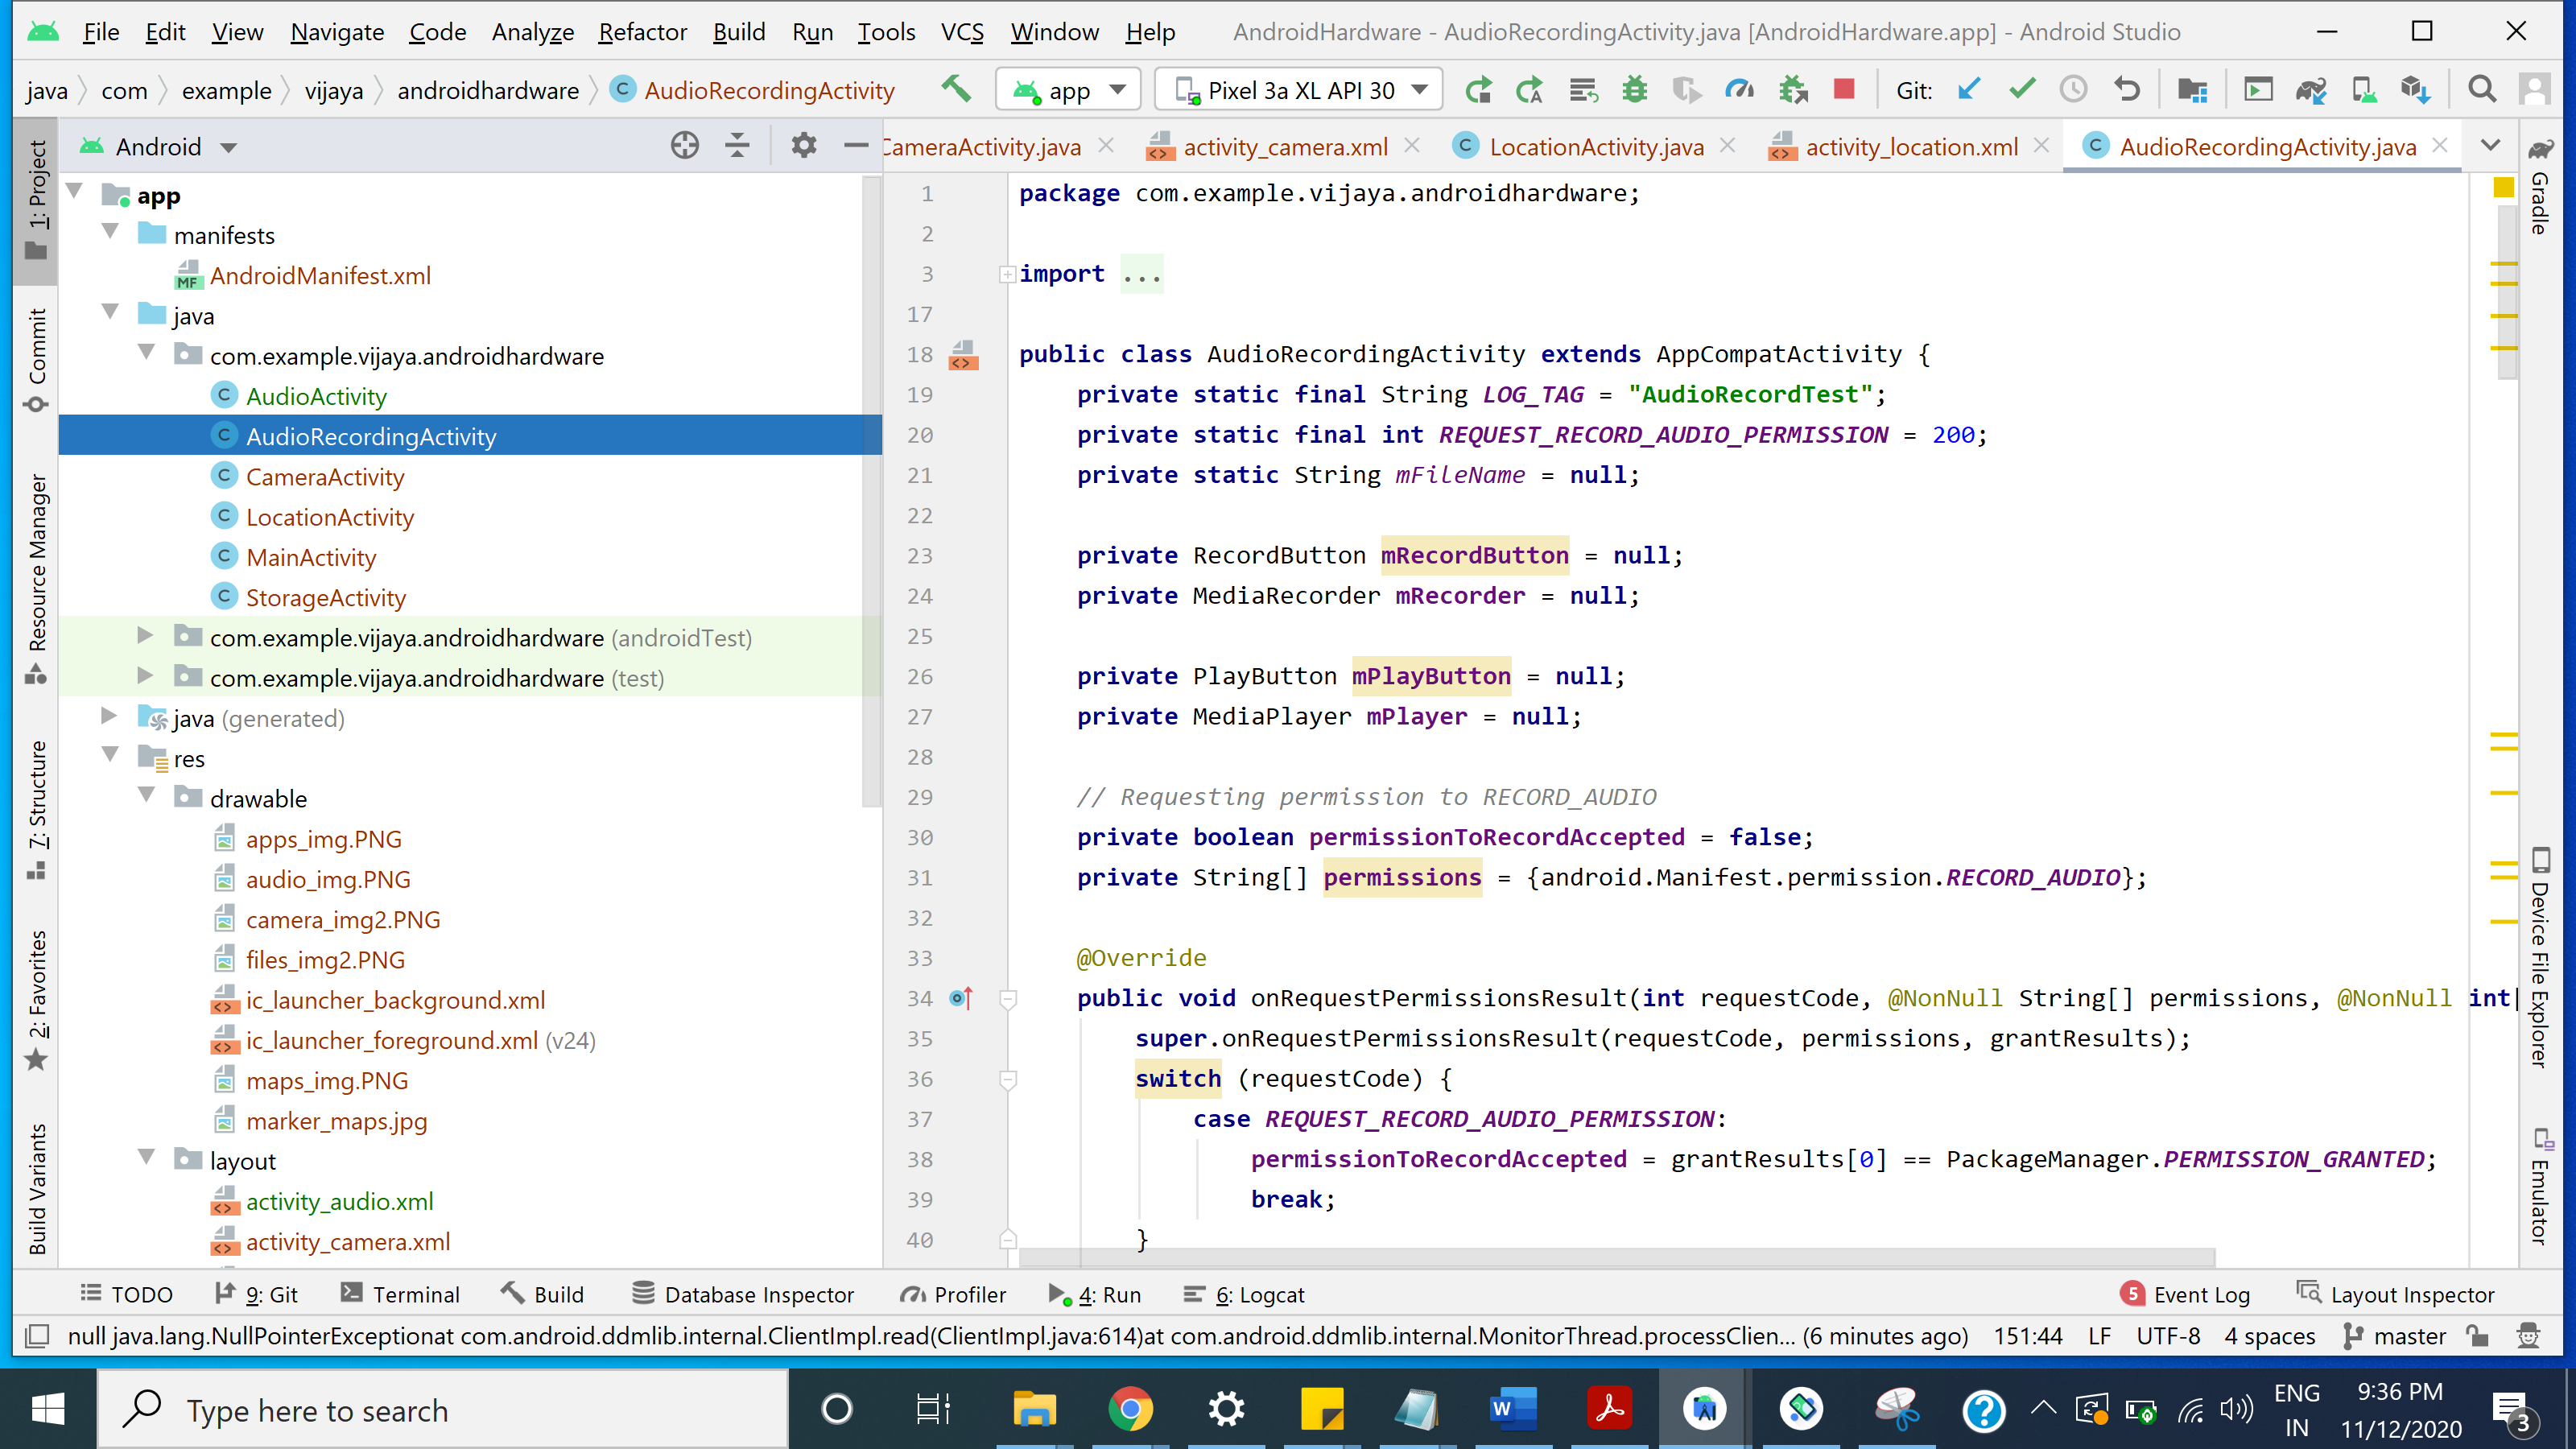 File Edit View Navigate Code Analyze Refactor Build Run Tools VCS Window Help AndroidHardware - AudioRecordingActivity.java [AndroidHardware.app] - Android Studio
java com example vijaya androidhardware C AudioRecordingActivity app Pixel 3a XL API 30 Git:
Android
CameraActivity.java activity_camera.xml C LocationActivity.java activity_location.xml C AudioRecordingActivity.java
1: Project
Commit
Resource Manager
7: Structure
2: Favorites
Build Variants
app
manifests
MF AndroidManifest.xml
java
com.example.vijaya.androidhardware
C AudioActivity
C AudioRecordingActivity
C CameraActivity
C LocationActivity
C MainActivity
C StorageActivity
com.example.vijaya.androidhardware (androidTest)
com.example.vijaya.androidhardware (test)
java (generated)
res
drawable
apps_img.PNG
audio_img.PNG
camera_img2.PNG
files_img2.PNG
ic_launcher_background.xml
ic_launcher_foreground.xml (v24)
maps_img.PNG
marker_maps.jpg
layout
activity_audio.xml
activity_camera.xml
1 package com.example.vijaya.androidhardware;
2
3 import ...
17
18 public class AudioRecordingActivity extends AppCompatActivity {
19 private static final String LOG_TAG = "AudioRecordTest";
20 private static final int REQUEST_RECORD_AUDIO_PERMISSION = 200;
21 private static String mFileName = null;
22
23 private RecordButton mRecordButton = null;
24 private MediaRecorder mRecorder = null;
25
26 private PlayButton mPlayButton = null;
27 private MediaPlayer mPlayer = null;
28
29 // Requesting permission to RECORD_AUDIO
30 private boolean permissionToRecordAccepted = false;
31 private String[] permissions = {android.Manifest.permission.RECORD_AUDIO};
32
33 @Override
34 public void onRequestPermissionsResult(int requestCode, @NonNull String[] permissions, @NonNull int[
35 super.onRequestPermissionsResult(requestCode, permissions, grantResults);
36 switch (requestCode) {
37 case REQUEST_RECORD_AUDIO_PERMISSION:
38 permissionToRecordAccepted = grantResults[0] == PackageManager.PERMISSION_GRANTED;
39 break;
40 }
Gradle
Device File Explorer
Emulator
TODO 9: Git Terminal Build Database Inspector Profiler 4: Run 6: Logcat 5 Event Log Layout Inspector
null java.lang.NullPointerExceptionat com.android.ddmlib.internal.ClientImpl.read(ClientImpl.java:614)at com.android.ddmlib.internal.MonitorThread.processClien... (6 minutes ago) 151:44 LF UTF-8 4 spaces master
Type here to search
ENG
IN
9:36 PM
11/12/2020
3